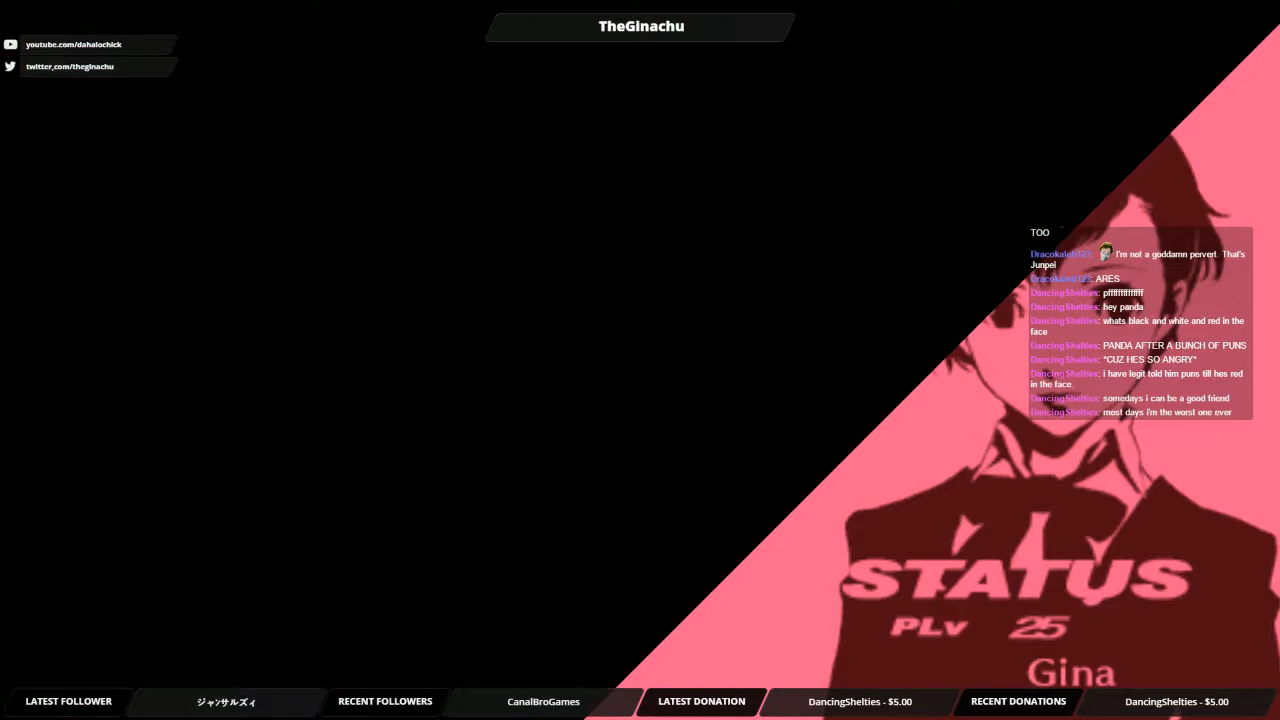 TheGinachu
youtube.com/dahalochick
twitter,com/theginachu
TOO
Dracokaleb123: I'm not a goddamn pervert. That's
Junpei
Dracokaleb123: ARES
DancingShelties: pffffffffffffff
DancingShelties: hey panda
DancingShelties: whats black and white and red in the
face
DancingShelties: PANDA AFTER A BUNCH OF PUNS
DancingShelties: *CUZ HES SO ANGRY*
DancingShelties: i have legit told him puns till hes red
in the face.
DancingShelties: somedays i can be a good friend
DancingShelties: most days i'm the worst one ever
STATUS
PLv 25
Gina
LATEST FOLLOWER ジャンサルズィ RECENT FOLLOWERS CanalBroGames LATEST DONATION DancingShelties - $5.00 RECENT DONATIONS DancingShelties - $5.00